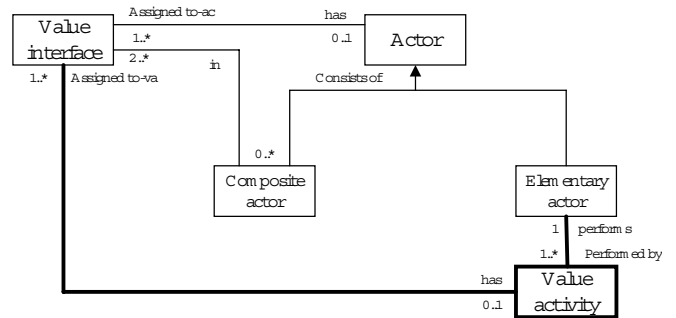 Assigned to-ac
has
Value
interface
1..*
0..1
Actor
2..*
in
1..*
Assigned to-va
Consists of
0..*
Composite
actor
Elementary
actor
1
performs
1..*
Performed by
has
0..1
Value
activity